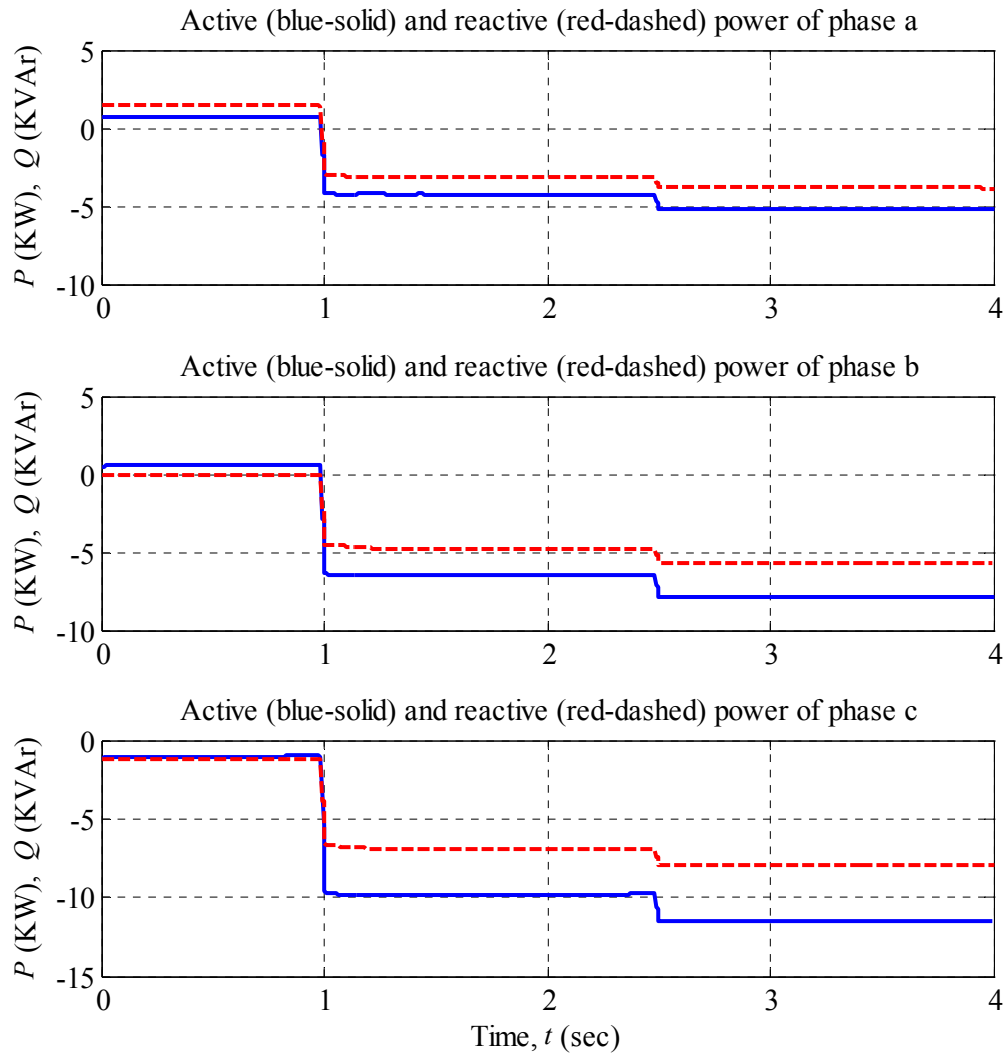 Active (blue-solid) and reactive (red-dashed) power of phase a
P (KW), Q (KVAr)
5
0
-5
-10
0 1 2 3 4
Active (blue-solid) and reactive (red-dashed) power of phase b
P (KW), Q (KVAr)
5
0
-5
-10
0 1 2 3 4
Active (blue-solid) and reactive (red-dashed) power of phase c
P (KW), Q (KVAr)
0
-5
-10
-15
0 1 2 3 4
Time, t (sec)